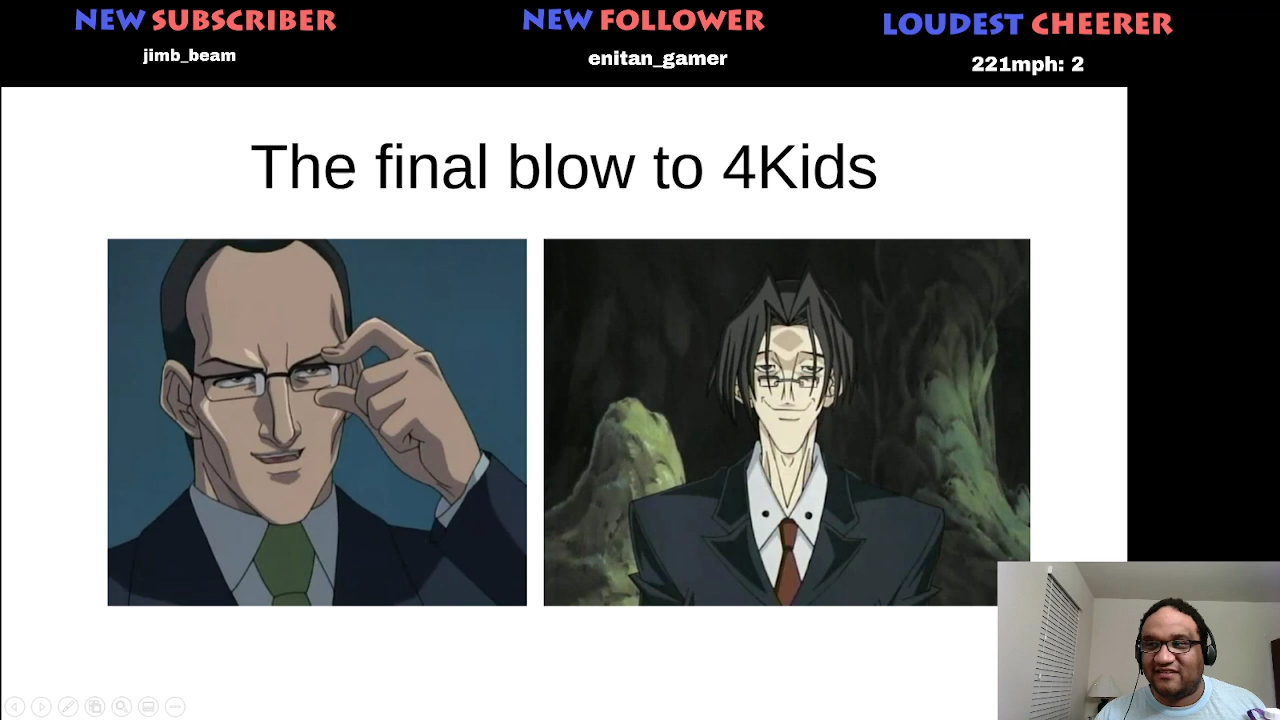 NEW SUBSCRIBER
jimb_beam
NEW FOLLOWER
enitan_gamer
LOUDEST CHEERER
221mph: 2
The final blow to 4Kids